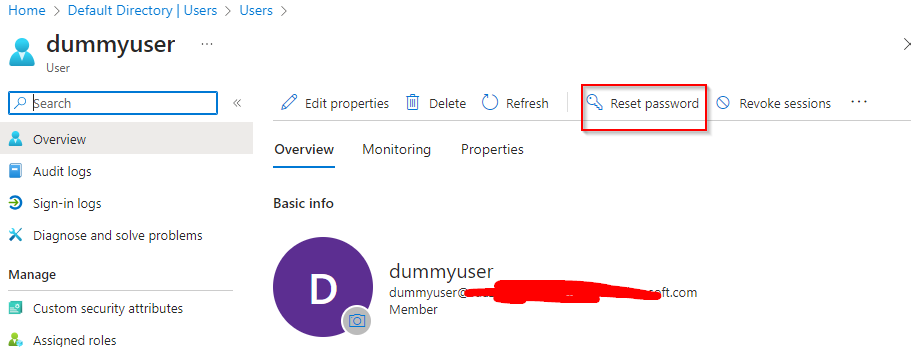 Home > Default Directory | Users > Users >
dummyuser ...
User
Search «
Edit properties Delete Refresh Reset password Revoke sessions ...
Overview
Audit logs
Sign-in logs
Diagnose and solve problems
Manage
Custom security attributes
Assigned roles
Overview Monitoring Properties
Basic info
D
dummyuser
dummyuser@ soft.com
Member